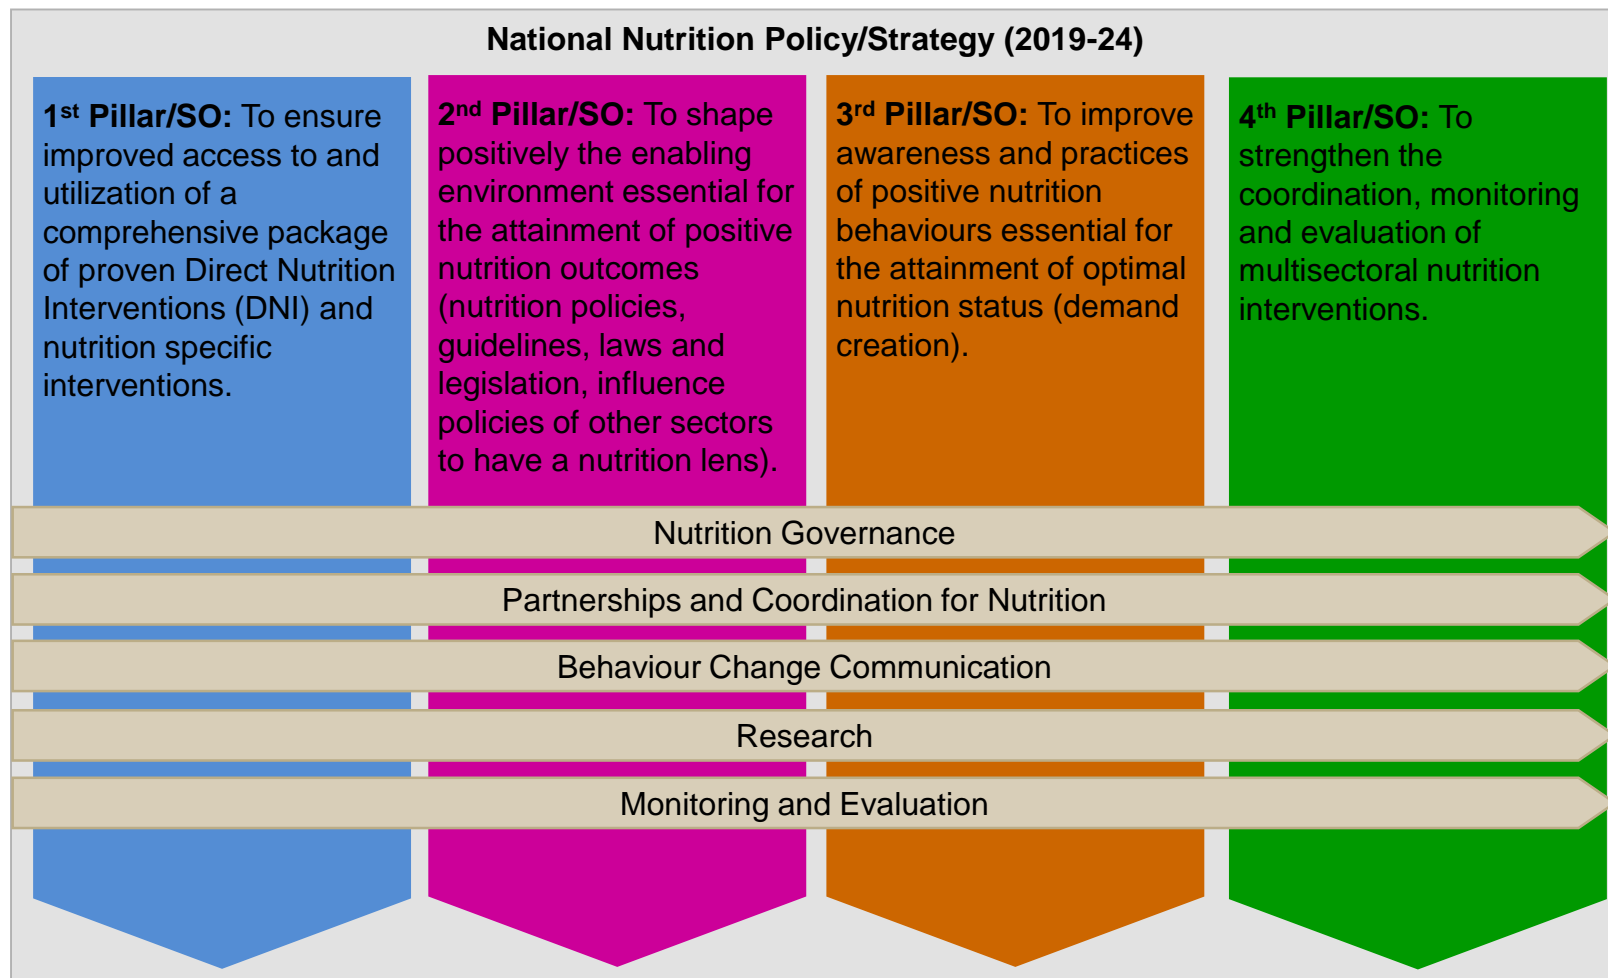 National Nutrition Policy/Strategy (2019-24)
1st Pillar/SO: To ensure
improved access to and
utilization of a
comprehensive package
of proven Direct Nutrition
Interventions (DNI) and
nutrition specific
interventions.
2nd Pillar/SO: To shape
positively the enabling
environment essential for
the attainment of positive
nutrition outcomes
(nutrition policies,
guidelines, laws and
legislation, influence
policies of other sectors
to have a nutrition lens).
3rd Pillar/SO: To improve
awareness and practices
of positive nutrition
behaviours essential for
the attainment of optimal
nutrition status (demand
creation).
4th Pillar/SO: To
strengthen the
coordination, monitoring
and evaluation of
multisectoral nutrition
interventions.
Nutrition Governance
Partnerships and Coordination for Nutrition
Behaviour Change Communication
Research
Monitoring and Evaluation